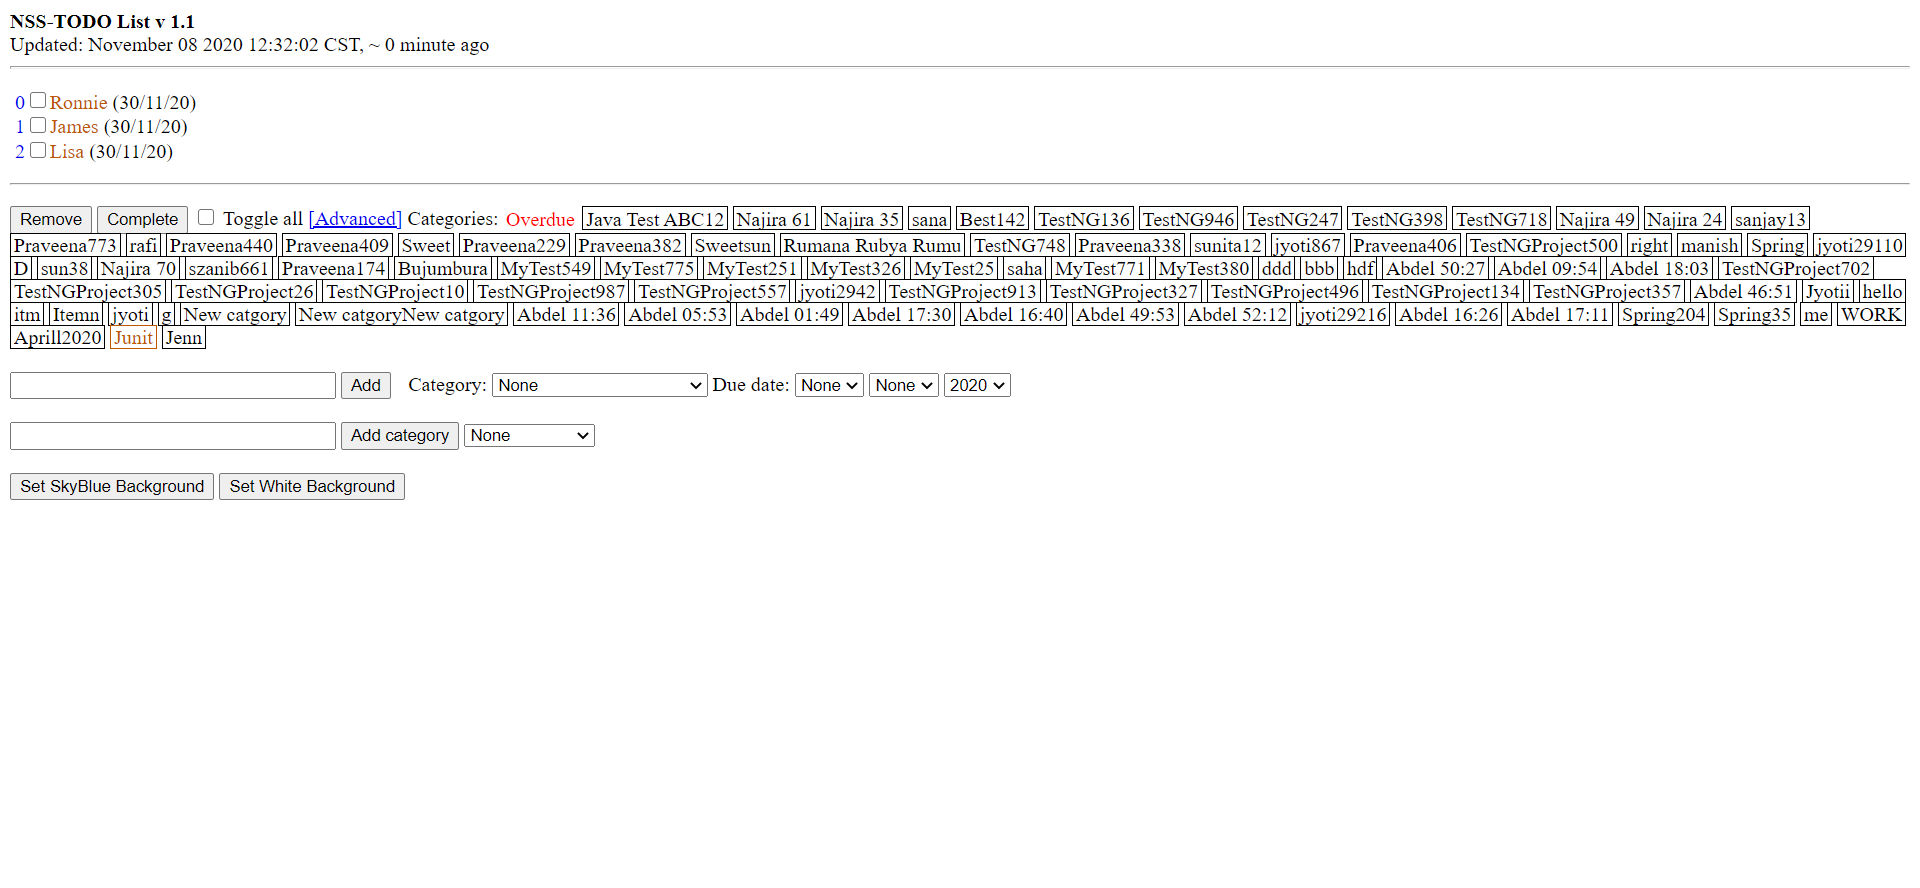 NSS-TODO List v 1.1
Updated: November 08 2020 12:32:02 CST, ~ 0 minute ago
0 Ronnie (30/11/20)
1 James (30/11/20)
2 Lisa (30/11/20)
Remove Complete Toggle all [Advanced] Categories: Overdue Java Test ABC12 Najira 61 Najira 35 sana Best142 TestNG136 TestNG946 TestNG247 TestNG398 TestNG718 Najira 49 Najira 24 sanjay13
Praveena773 rafi Praveena440 Praveena409 Sweet Praveena229 Praveena382 Sweetsun Rumana Rubya Rumu TestNG748 Praveena338 sunita12 jyoti867 Praveena406 TestNGProject500 right manish Spring jyoti29110
D sun38 Najira 70 szanib661 Praveena174 Bujumbura MyTest549 MyTest775 MyTest251 MyTest326 MyTest25 saha MyTest771 MyTest380 ddd bbb hdf Abdel 50:27 Abdel 09:54 Abdel 18:03 TestNGProject702
TestNGProject305 TestNGProject26 TestNGProject10 TestNGProject987 TestNGProject557 jyoti2942 TestNGProject913 TestNGProject327 TestNGProject496 TestNGProject134 TestNGProject357 Abdel 46:51 Jyotii hello
itm Itemn jyoti g New catgory New catgoryNew catgory Abdel 11:36 Abdel 05:53 Abdel 01:49 Abdel 17:30 Abdel 16:40 Abdel 49:53 Abdel 52:12 jyoti29216 Abdel 16:26 Abdel 17:11 Spring204 Spring35 me WORK
Aprill2020 Junit Jenn
Add Category: None Due date: None None 2020
Add category None
Set SkyBlue Background Set White Background